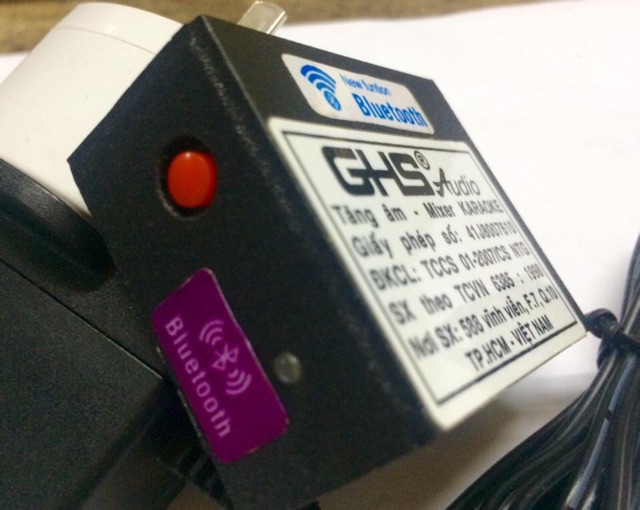 New funtion
Bluetooth
GHS® Audio
Tăng âm - Mixer KARAOKE
Giấy phép số: 41J8007610
ĐKCL: TCCS 01-2007/CS NTG
SX theo TCVN 6385 : 1998
Nơi SX: 588 vĩnh viễn, F.7, Q.10
TP.HCM - VIỆT NAM
Bluetooth